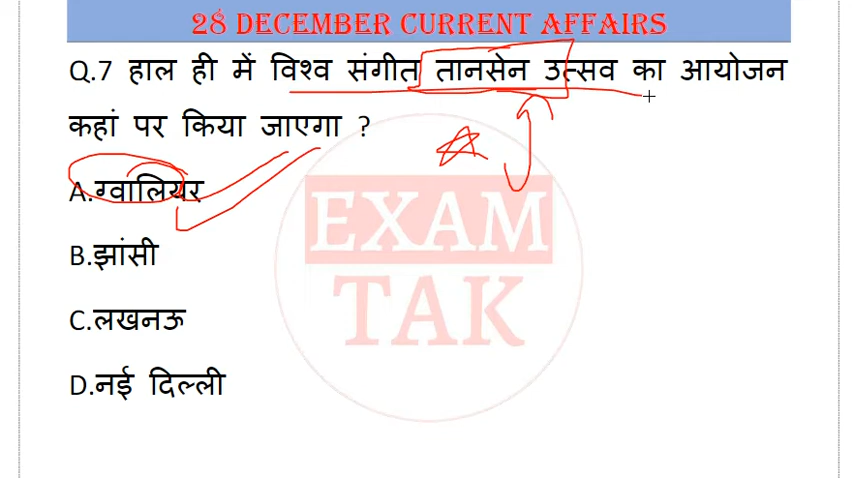 28 DECEMBER CURRENT AFFAIRS
Q.7 हाल ही में विश्व संगीत तानसेन उत्सव का आयोजन
कहां पर किया जाएगा ?
A.ग्वालियर
B.झांसी
C.लखनऊ
D.नई दिल्ली
EXAM
TAK